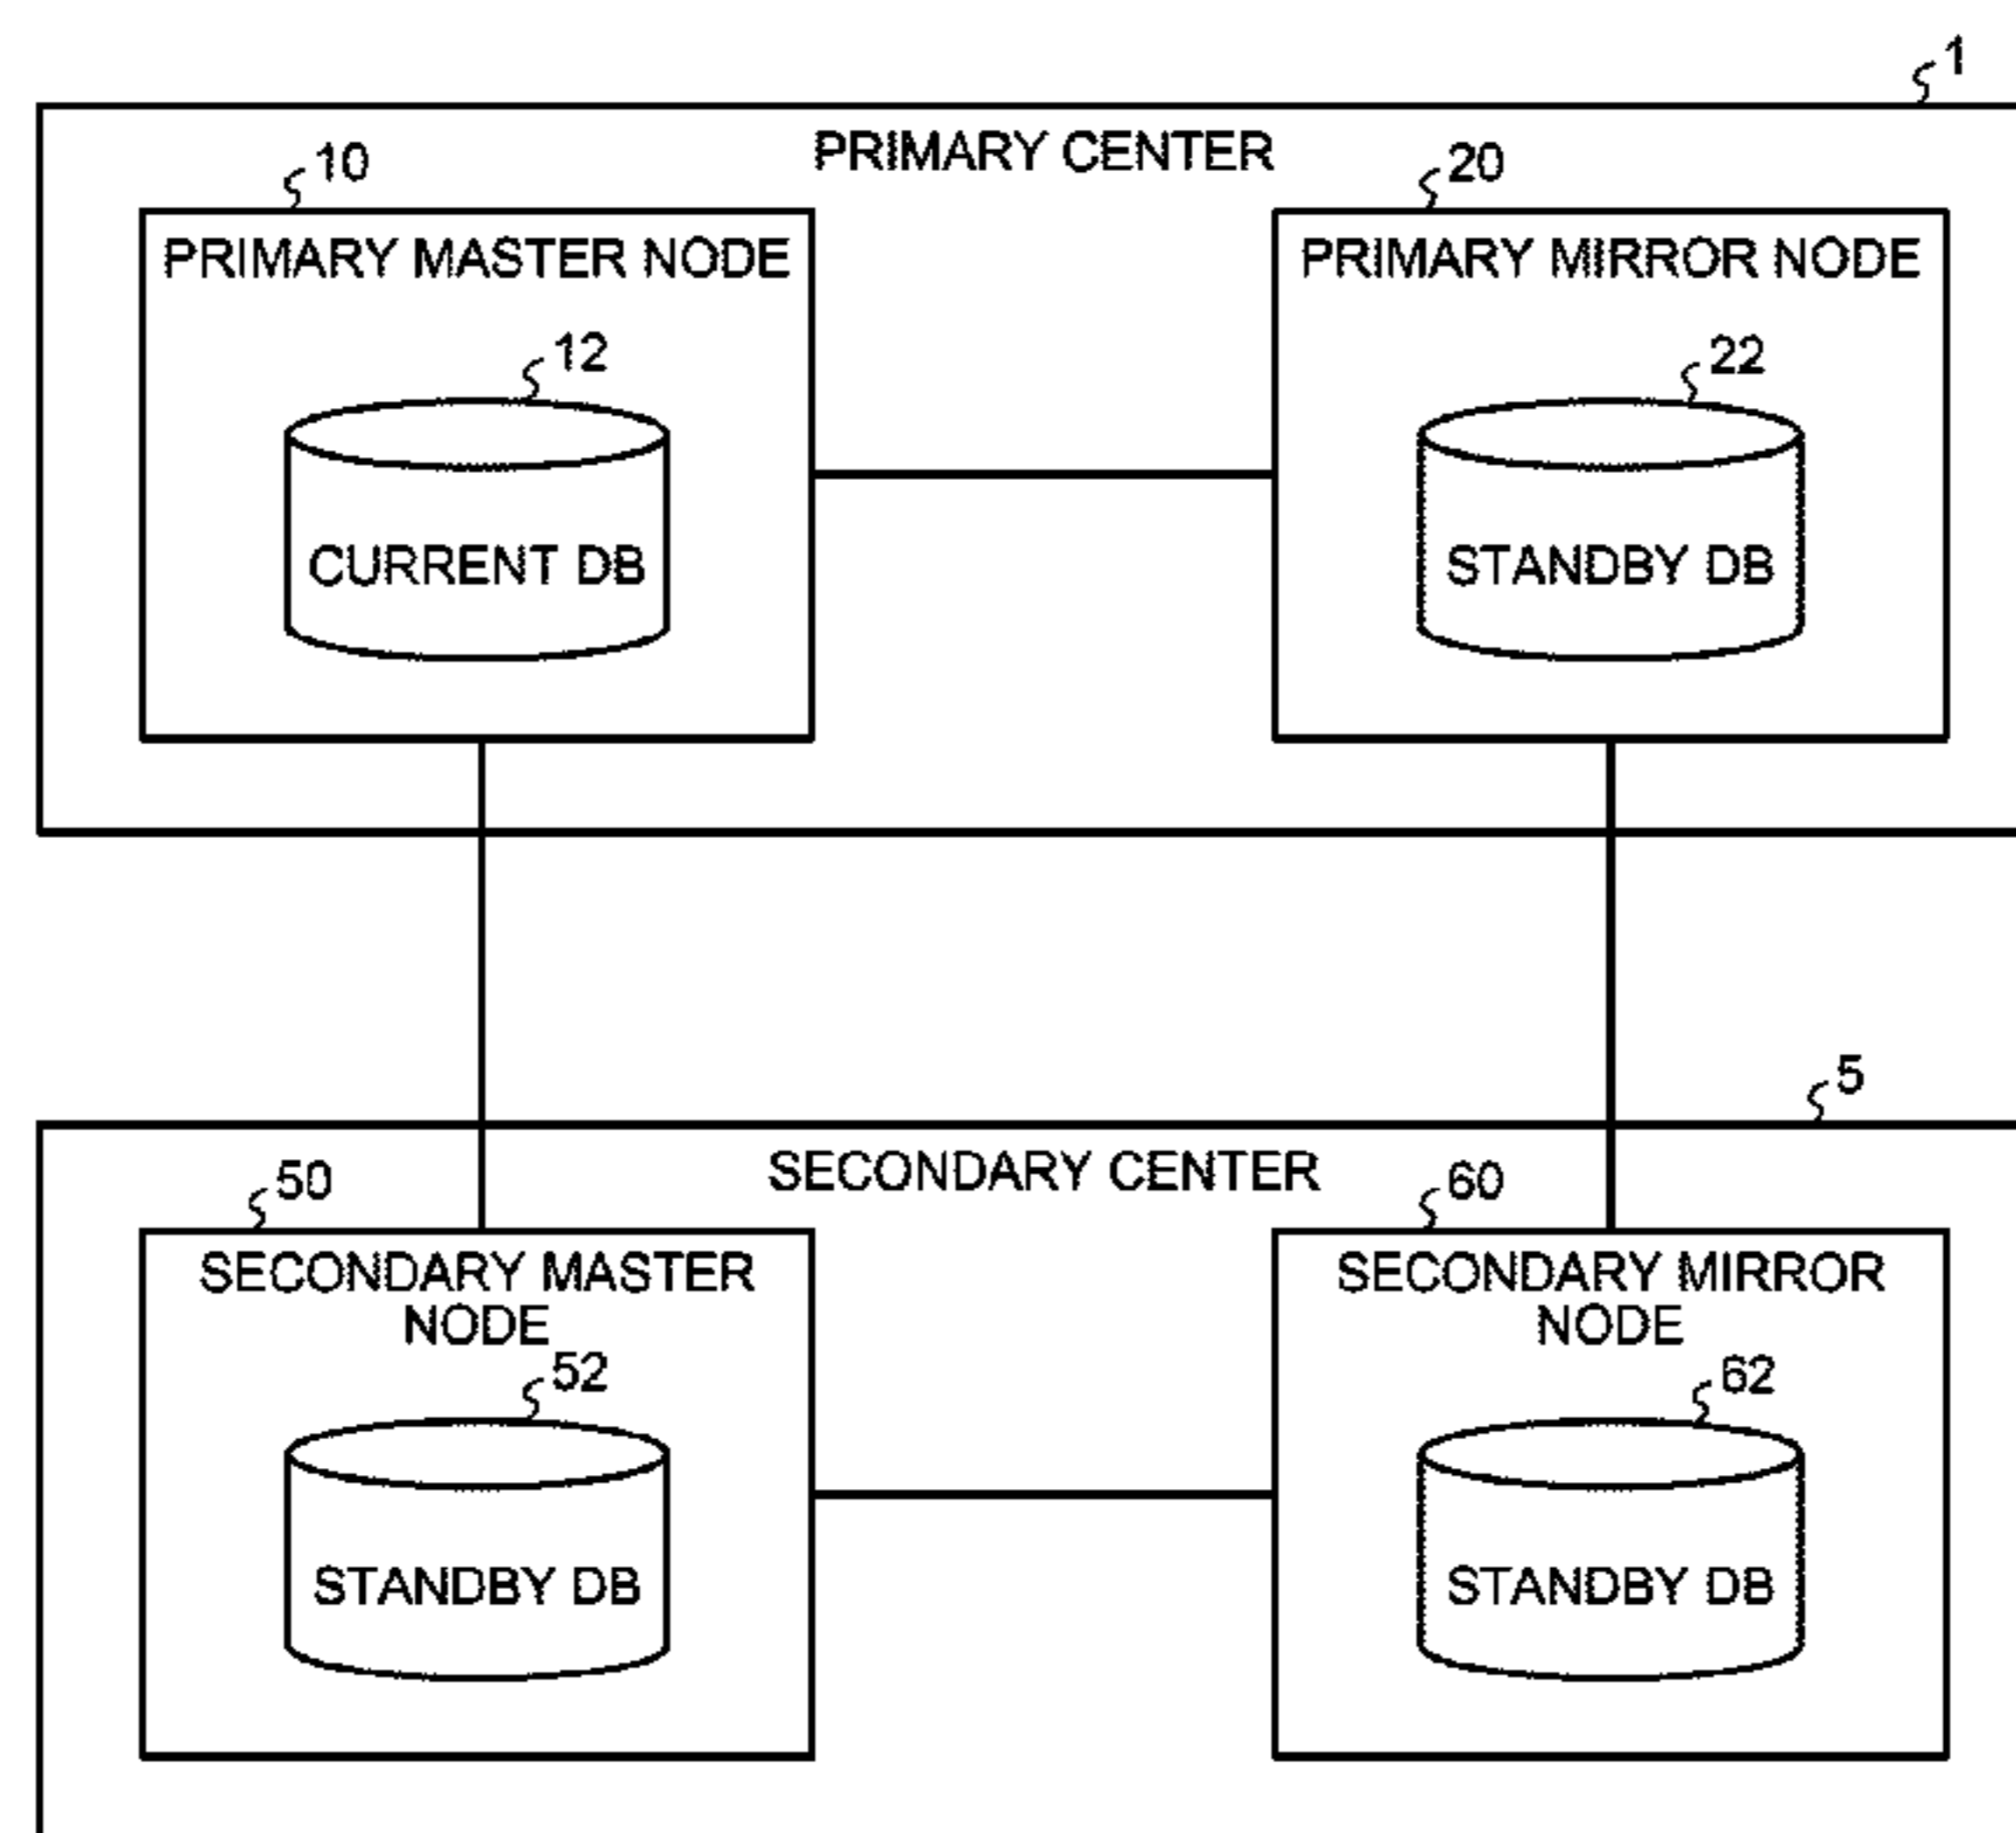 1
PRIMARY CENTER
10
20
PRIMARY MASTER NODE
PRIMARY MIRROR NODE
12
22
CURRENT DB
STANDBY DB
5
SECONDARY CENTER
50
60
SECONDARY MASTER
NODE
SECONDARY MIRROR
NODE
52
62
STANDBY DB
STANDBY DB